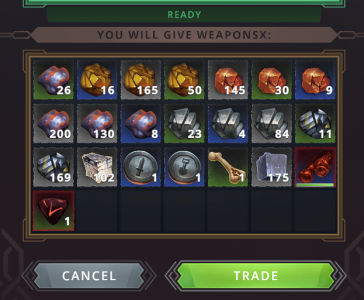 READY
YOU WILL GIVE WEAPONSX:
26 16 165 50 145 30 9
200 130 8 23 4 84 11
169 102 1 1 1 175
1
CANCEL TRADE